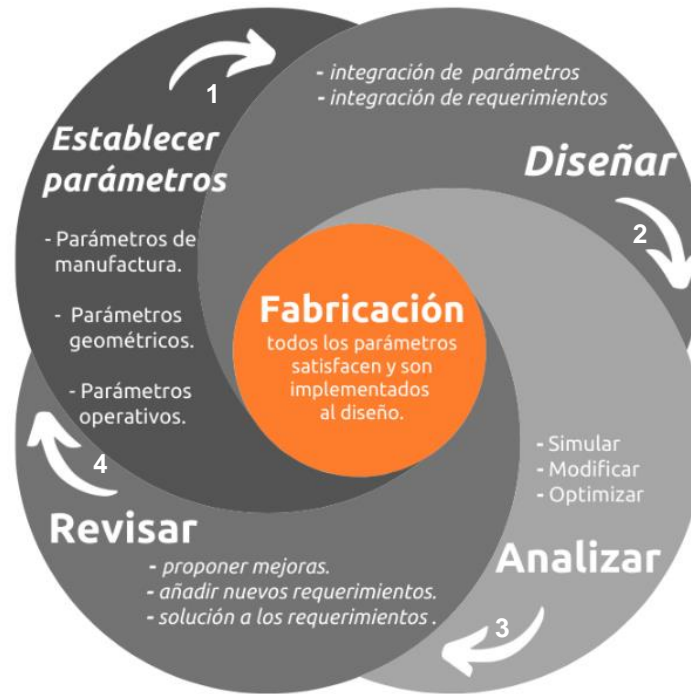 1
Establecer
parámetros
- Parámetros de
manufactura.
- Parámetros
geométricos.
- Parámetros
operativos.
- integración de parámetros
- integración de requerimientos
Diseñar
2
Fabricación
todos los parámetros
satisfacen y son
implementados
al diseño.
- Simular
- Modificar
- Optimizar
Analizar
3
4
Revisar
- proponer mejoras.
- añadir nuevos requerimientos.
- solución a los requerimientos .